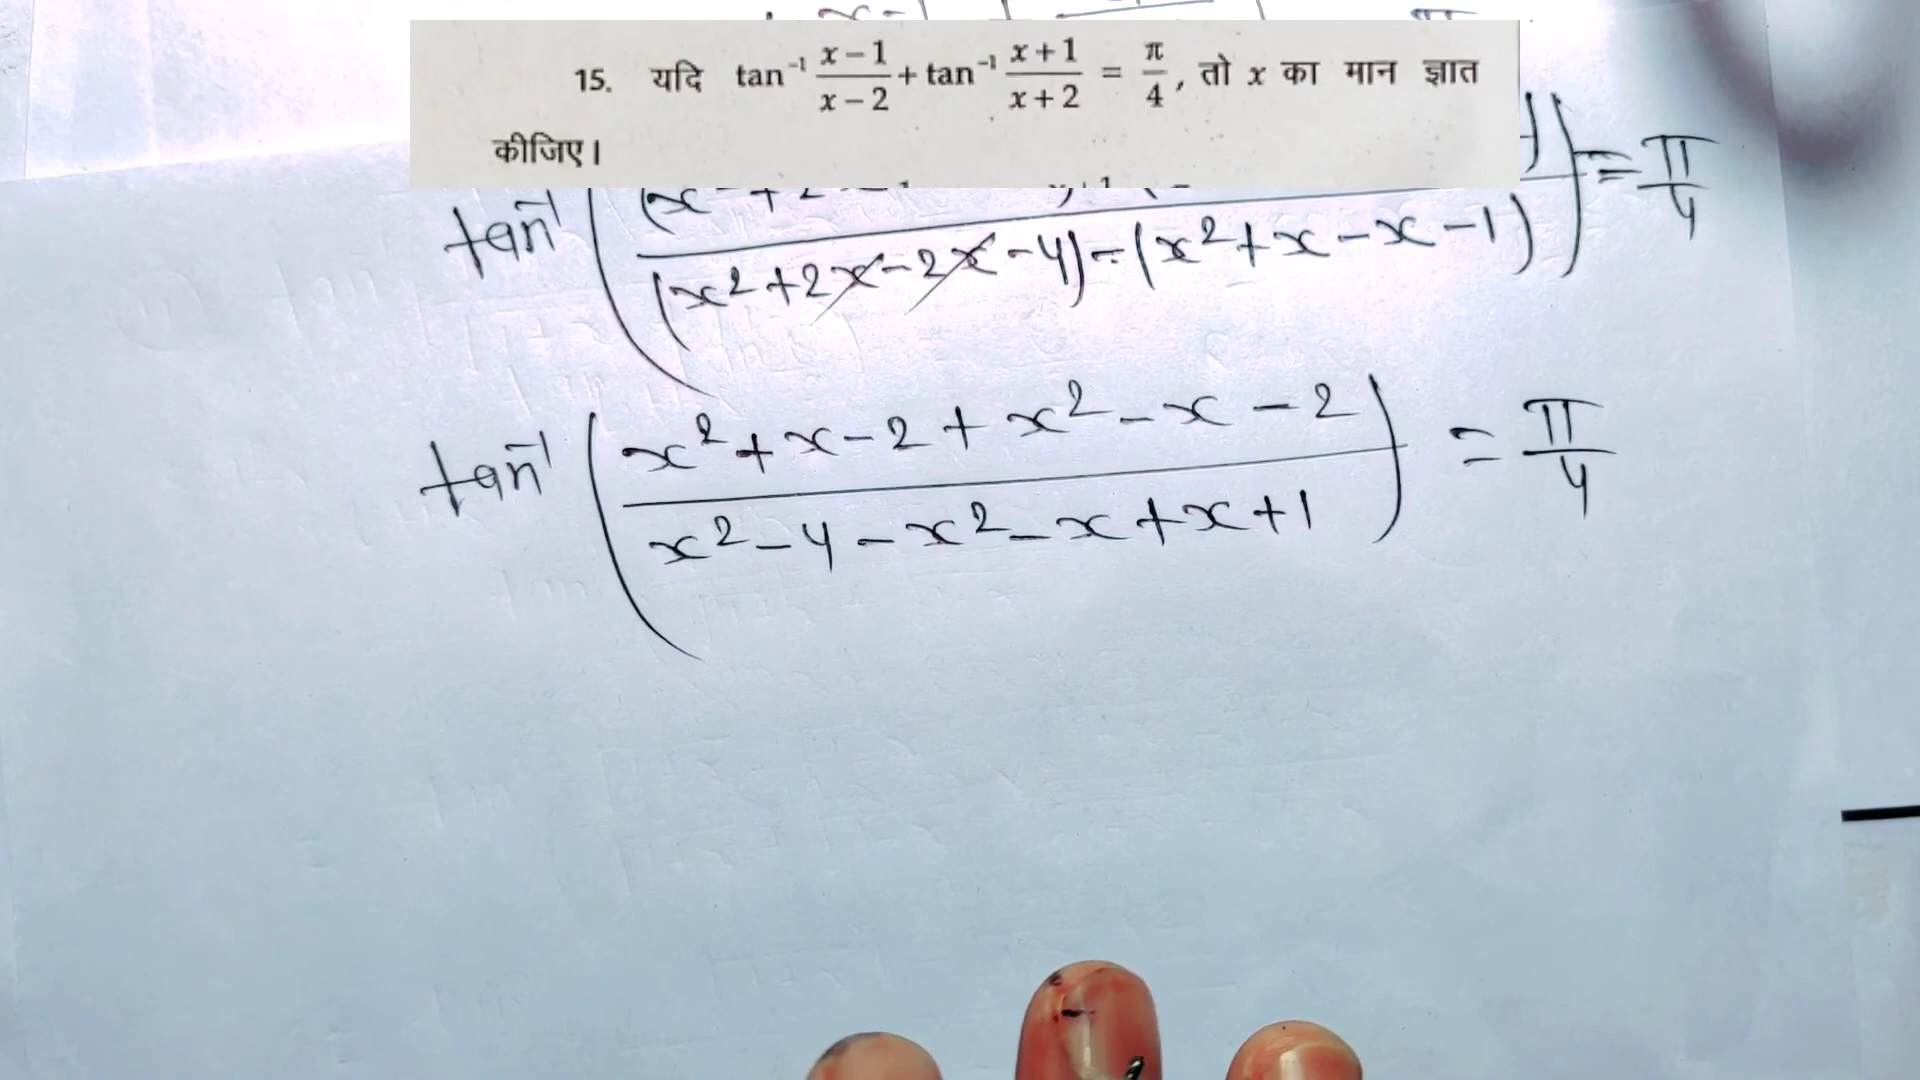 15. यदि tan⁻¹ (x−1)/(x−2) + tan⁻¹ (x+1)/(x+2) = π/4, तो x का मान ज्ञात
कीजिए।
tan⁻¹ ( / (x²+2x−2x−4)−(x²+x−x−1) ) = π/4
tan⁻¹ ( (x²+x−2+x²−x−2) / (x²−4−x²−x+x+1) ) = π/4